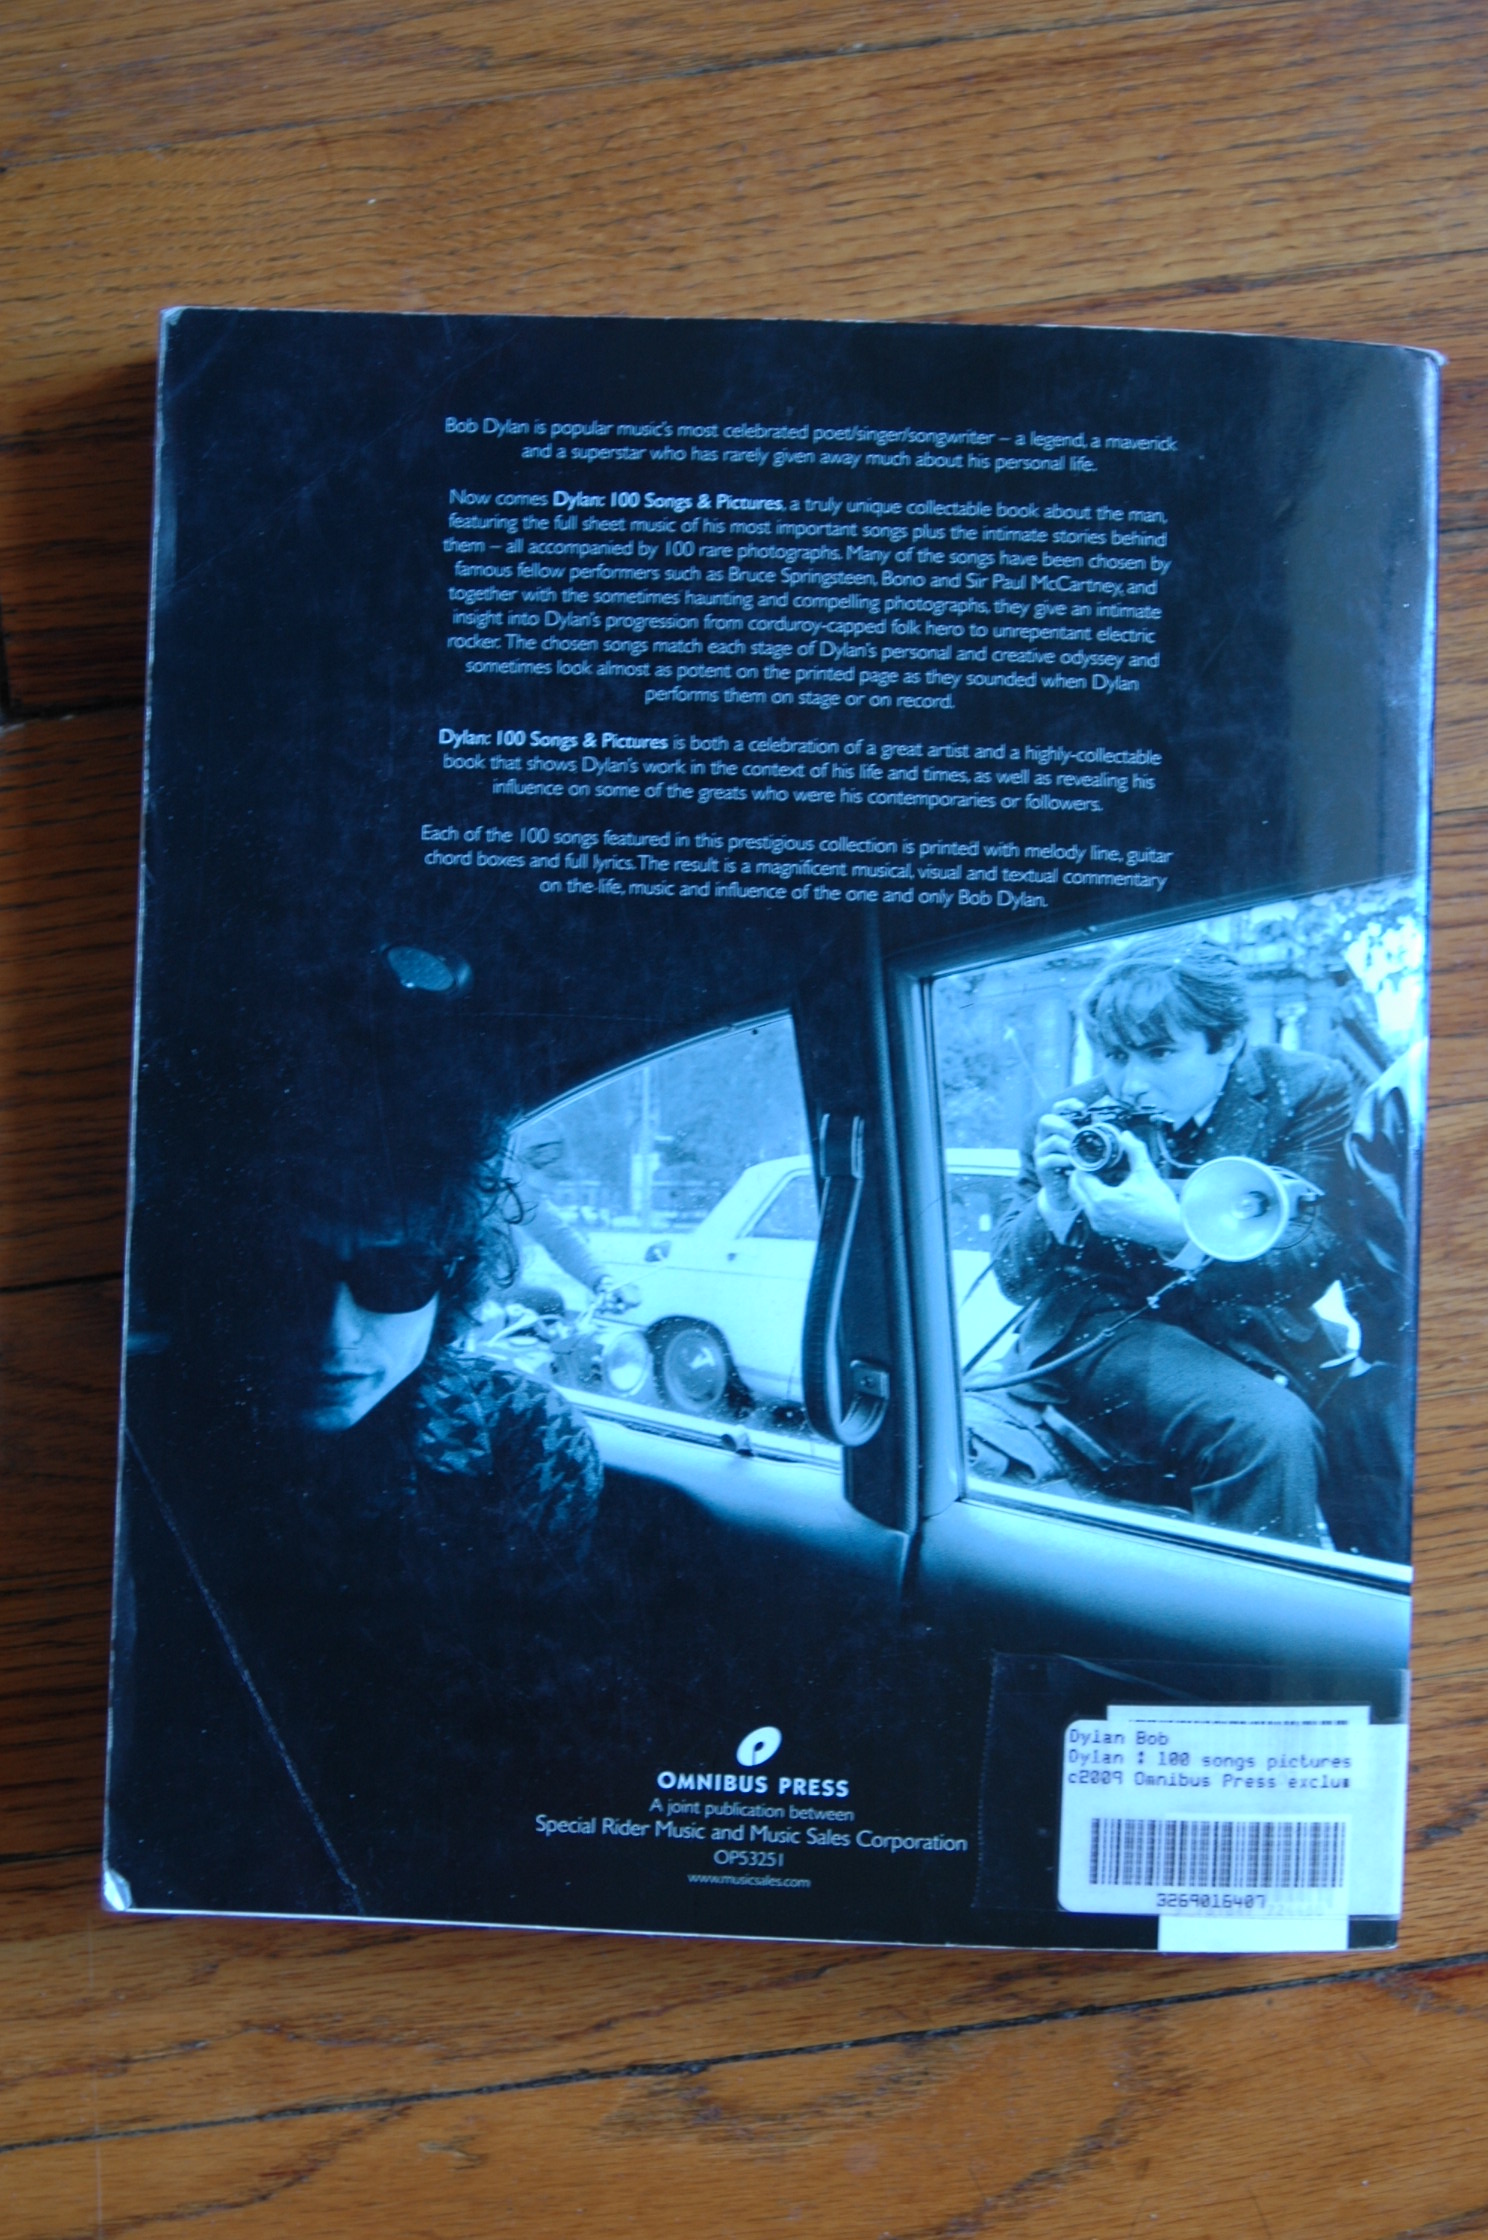 Bob Dylan is popular music's most celebrated poet/singer/songwriter – a legend, a maverick
and a superstar who has rarely given away much about his personal life.
Now comes Dylan: 100 Songs & Pictures, a truly unique collectable book about the man,
featuring the full sheet music of his most important songs plus the intimate stories behind
them – all accompanied by 100 rare photographs. Many of the songs have been chosen by
famous fellow performers such as Bruce Springsteen, Bono and Sir Paul McCartney, and
together with the sometimes haunting and compelling photographs, they give an intimate
insight into Dylan's progression from corduroy-capped folk hero to unrepentant electric
rocker. The chosen songs match each stage of Dylan's personal and creative odyssey and
sometimes look almost as potent on the printed page as they sounded when Dylan
performs them on stage or on record.
Dylan: 100 Songs & Pictures is both a celebration of a great artist and a highly-collectable
book that shows Dylan's work in the context of his life and times, as well as revealing his
influence on some of the greats who were his contemporaries or followers.
Each of the 100 songs featured in this prestigious collection is printed with melody line, guitar
chord boxes and full lyrics. The result is a magnificent musical, visual and textual commentary
on the life, music and influence of the one and only Bob Dylan.
OMNIBUS PRESS
A joint publication between
Special Rider Music and Music Sales Corporation
OP53251
www.musicsales.com
Dylan Bob
Dylan : 100 songs pictures
c2009 Omnibus Press exclus
3269016407